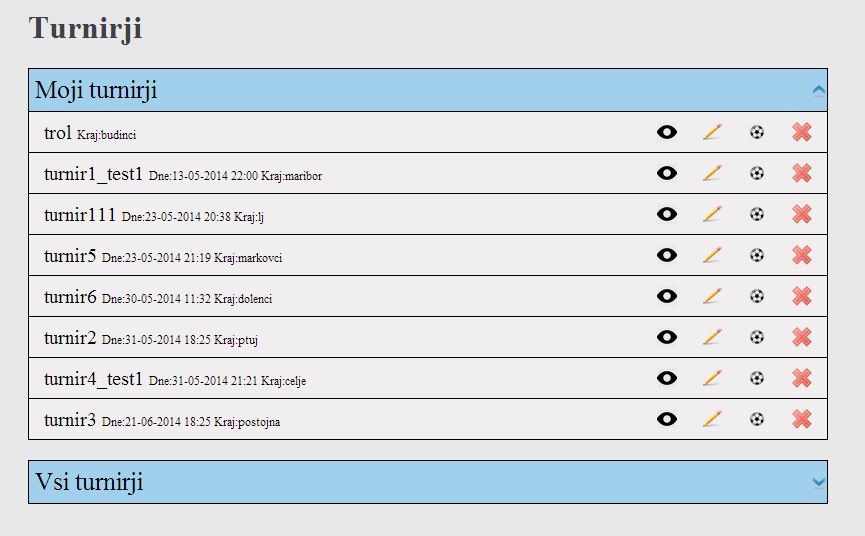 Turnirji
Moji turnirji
trol Kraj:budinci
turnir1_test1 Dne:13-05-2014 22:00 Kraj:maribor
turnir111 Dne:23-05-2014 20:38 Kraj:lj
turnir5 Dne:23-05-2014 21:19 Kraj:markovci
turnir6 Dne:30-05-2014 11:32 Kraj:dolenci
turnir2 Dne:31-05-2014 18:25 Kraj:ptuj
turnir4_test1 Dne:31-05-2014 21:21 Kraj:celje
turnir3 Dne:21-06-2014 18:25 Kraj:postojna
Vsi turnirji